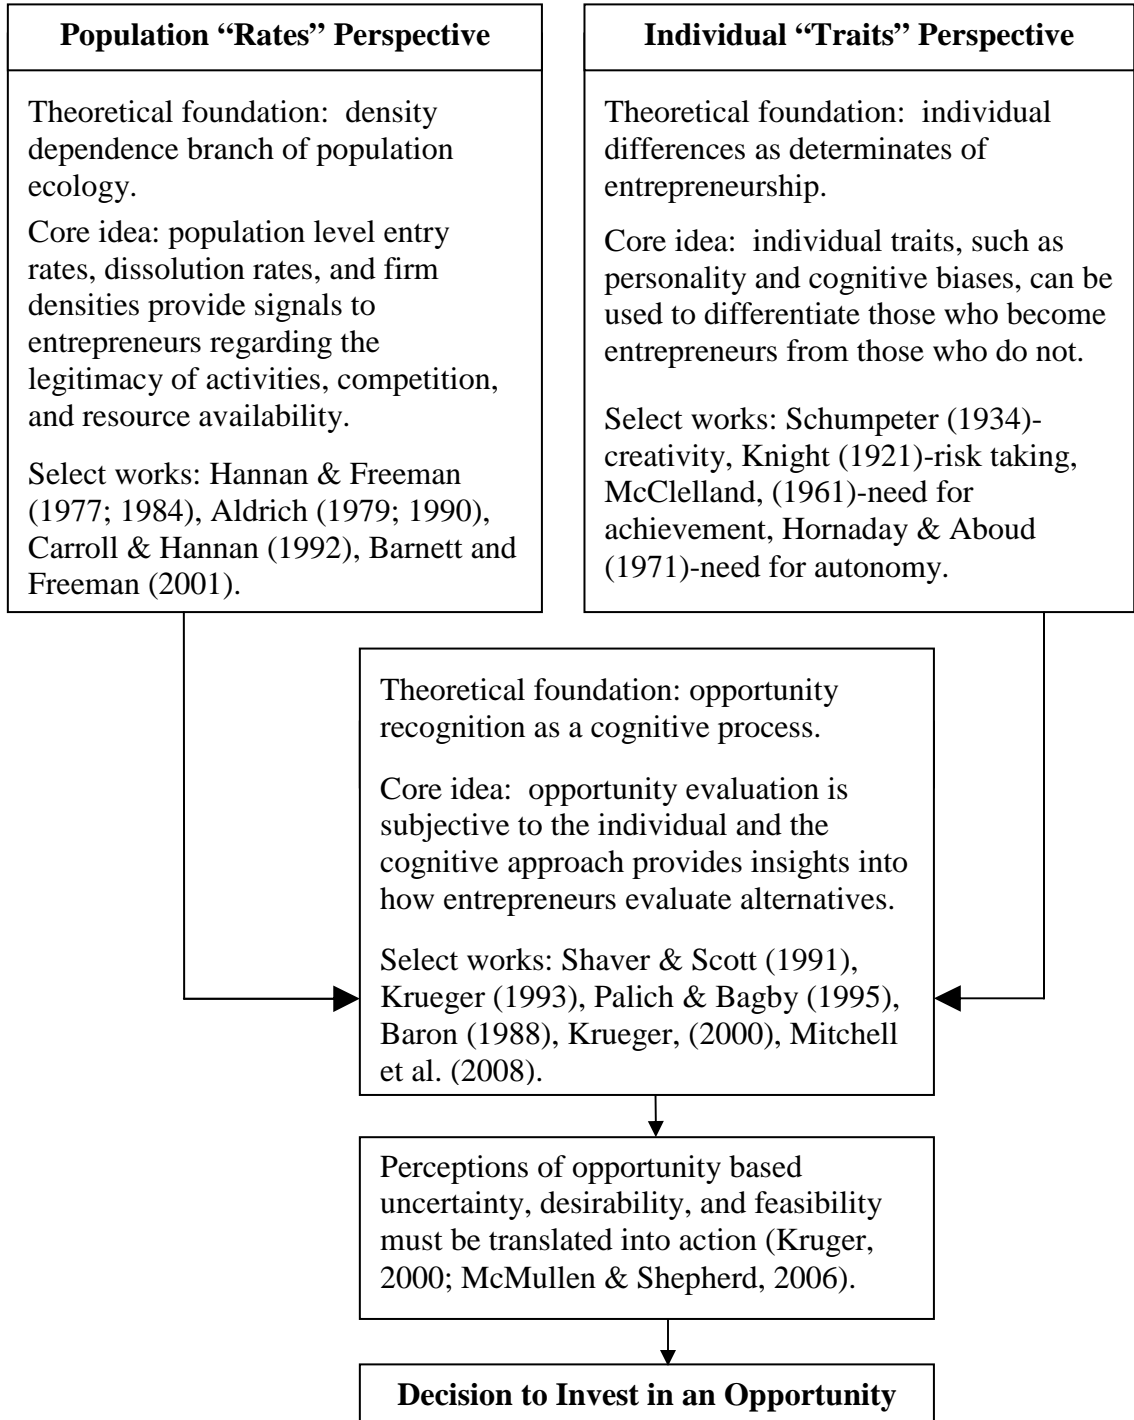 Population “Rates” Perspective
Theoretical foundation:  density
dependence branch of population
ecology.
Core idea: population level entry
rates, dissolution rates, and firm
densities provide signals to
entrepreneurs regarding the
legitimacy of activities, competition,
and resource availability.
Select works: Hannan & Freeman
(1977; 1984), Aldrich (1979; 1990),
Carroll & Hannan (1992), Barnett and
Freeman (2001).
Individual “Traits” Perspective
Theoretical foundation:  individual
differences as determinates of
entrepreneurship.
Core idea:  individual traits, such as
personality and cognitive biases, can be
used to differentiate those who become
entrepreneurs from those who do not.
Select works: Schumpeter (1934)-
creativity, Knight (1921)-risk taking,
McClelland, (1961)-need for
achievement, Hornaday & Aboud
(1971)-need for autonomy.
Theoretical foundation: opportunity
recognition as a cognitive process.
Core idea:  opportunity evaluation is
subjective to the individual and the
cognitive approach provides insights into
how entrepreneurs evaluate alternatives.
Select works: Shaver & Scott (1991),
Krueger (1993), Palich & Bagby (1995),
Baron (1988), Krueger, (2000), Mitchell
et al. (2008).
Perceptions of opportunity based
uncertainty, desirability, and feasibility
must be translated into action (Kruger,
2000; McMullen & Shepherd, 2006).
Decision to Invest in an Opportunity